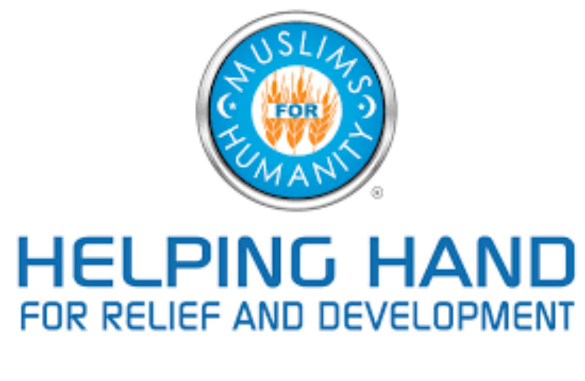 MUSLIMS
FOR
HUMANITY
®
HELPING HAND
FOR RELIEF AND DEVELOPMENT